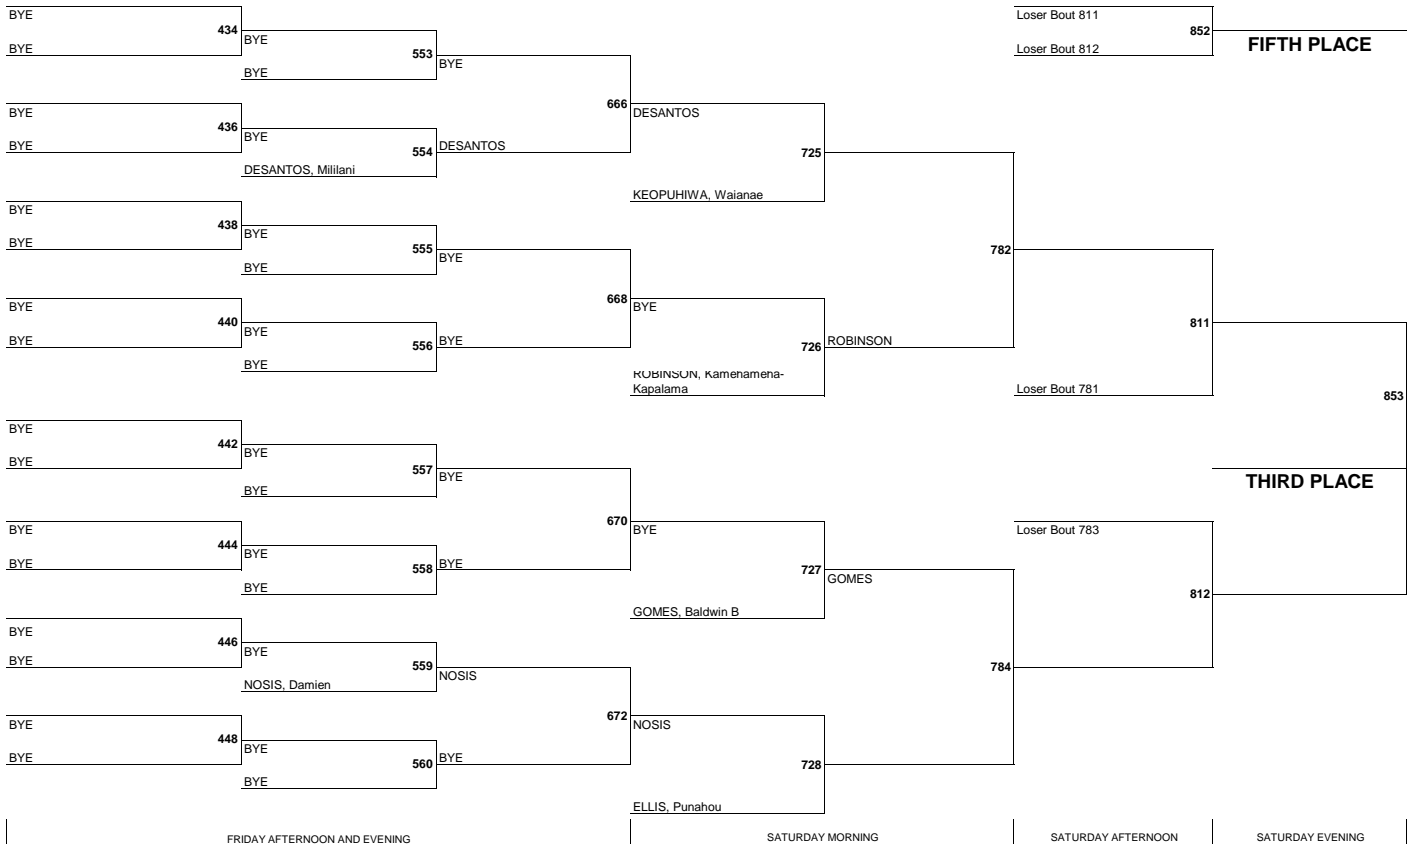 BYE
434
BYE
BYE
553
BYE
BYE
Loser Bout 811
852
Loser Bout 812
FIFTH PLACE
BYE
436
BYE
BYE
554
DESANTOS
DESANTOS, Mililani
666
DESANTOS
725
KEOPUHIWA, Waianae
BYE
438
BYE
BYE
555
BYE
BYE
782
BYE
440
BYE
BYE
556
BYE
BYE
668
BYE
726
ROBINSON
ROBINSON, Kamehameha-
Kapalama
811
Loser Bout 781
853
BYE
442
BYE
BYE
557
BYE
BYE
THIRD PLACE
BYE
444
BYE
BYE
558
BYE
BYE
670
BYE
727
GOMES
GOMES, Baldwin B
Loser Bout 783
812
BYE
446
BYE
BYE
559
NOSIS
NOSIS, Damien
784
BYE
448
BYE
BYE
560
BYE
BYE
672
NOSIS
728
ELLIS, Punahou
FRIDAY AFTERNOON AND EVENING
SATURDAY MORNING
SATURDAY AFTERNOON
SATURDAY EVENING